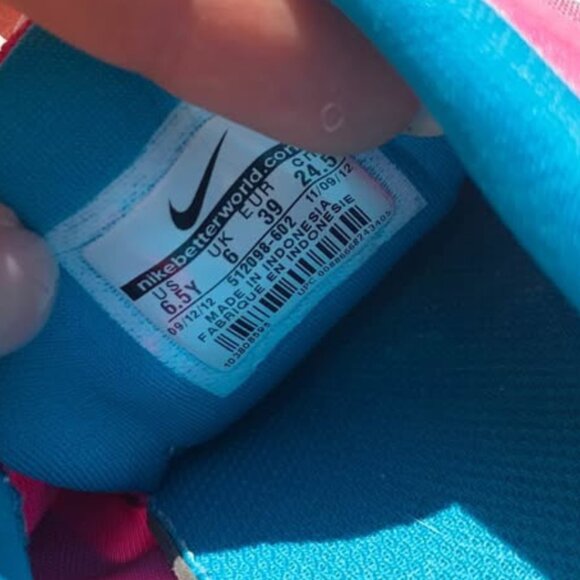 nikebetterworld.com
US UK EUR
6.5Y 6 39 24.5
09/12/12 512098-602 11/09/12
MADE IN INDONESIA
FABRIQUE EN INDONESIE
UPC